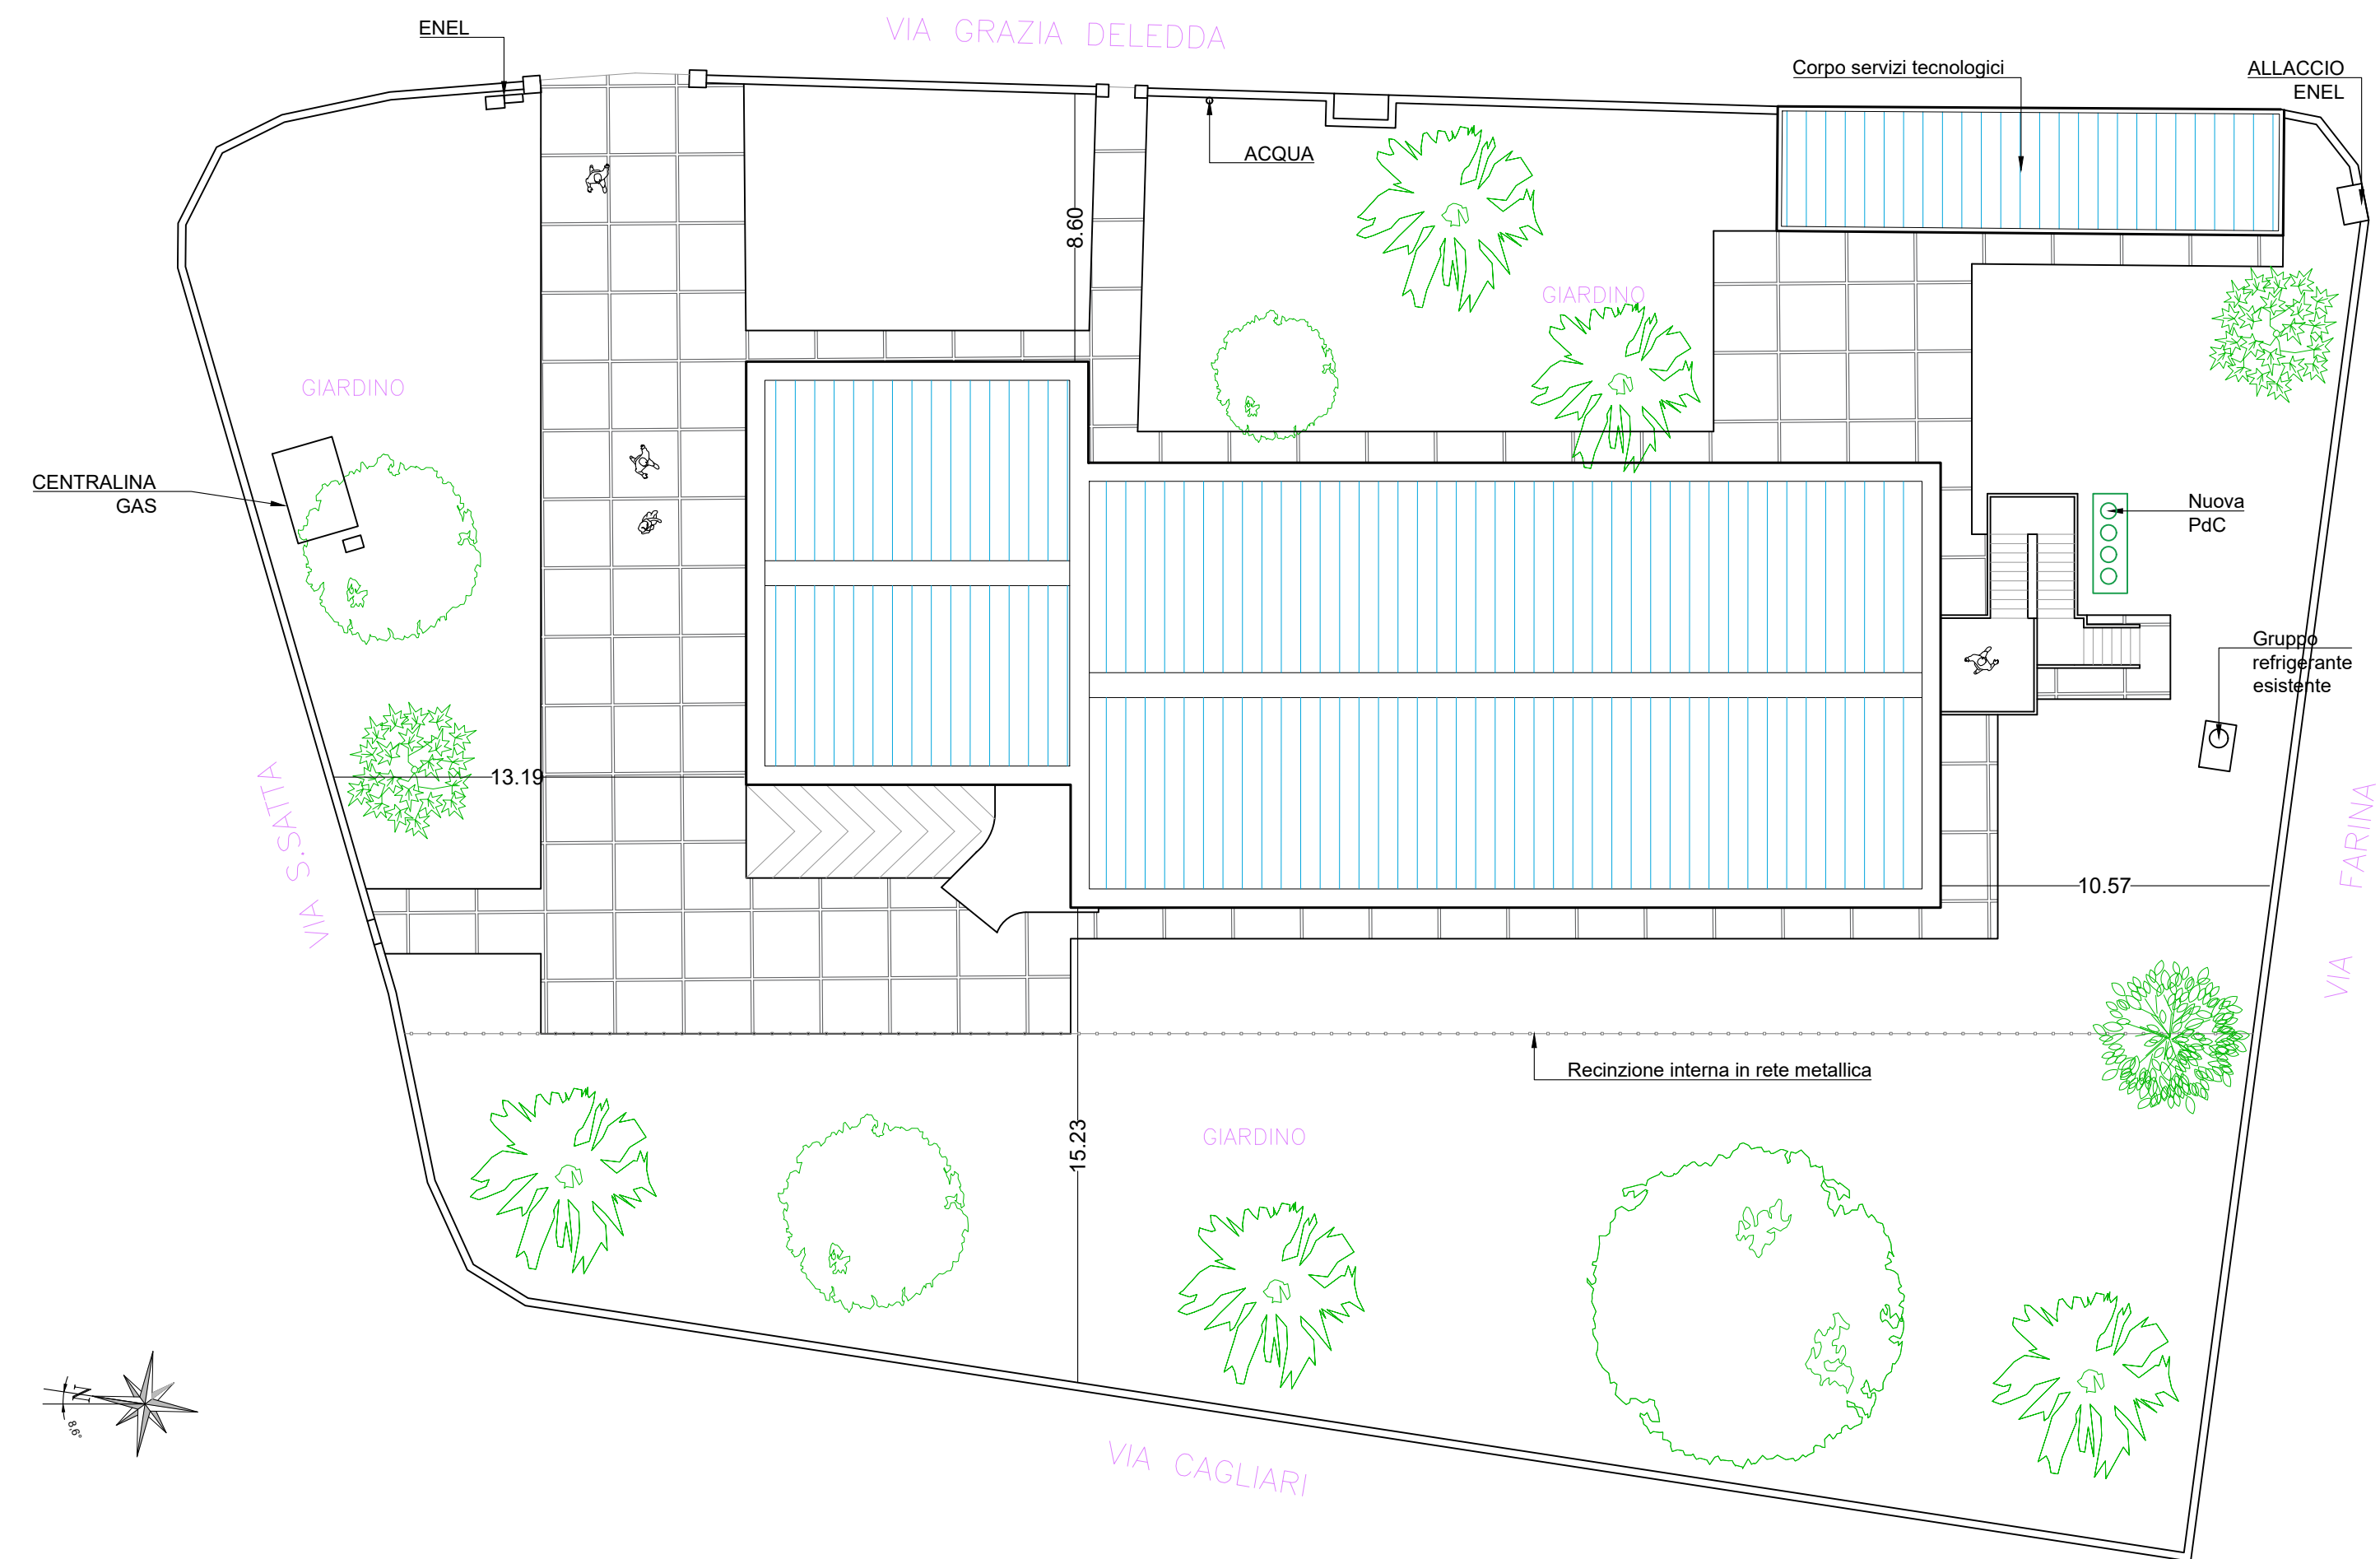 ENEL
VIA GRAZIA DELEDDA
Corpo servizi tecnologici
ALLACCIO
ENEL
ACQUA
8.60
GIARDINO
GIARDINO
CENTRALINA
GAS
Nuova
PdC
Gruppo
refrigerante
esistente
13.19
VIA S.SATTA
10.57
VIA FARINA
Recinzione interna in rete metallica
15.23
GIARDINO
N
8.6°
VIA CAGLIARI